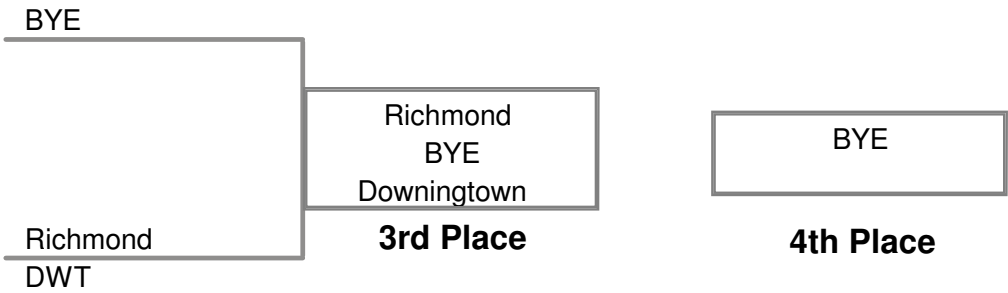 BYE
Richmond
BYE
Downingtown
BYE
3rd Place
4th Place
Richmond
DWT